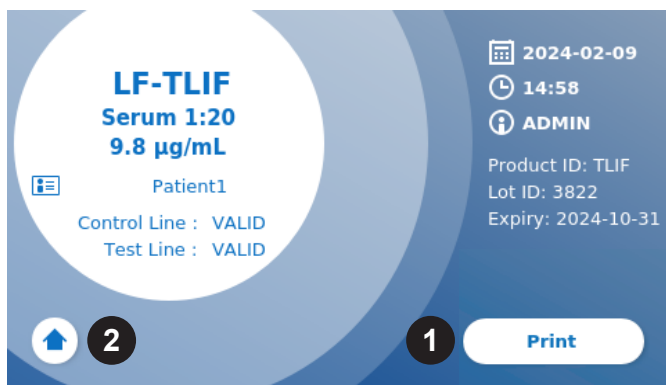 LF-TLIF
Serum 1:20
9.8 µg/mL
Patient1
Control Line : VALID
Test Line : VALID
2024-02-09
14:58
ADMIN
Product ID: TLIF
Lot ID: 3822
Expiry: 2024-10-31
2
1
Print